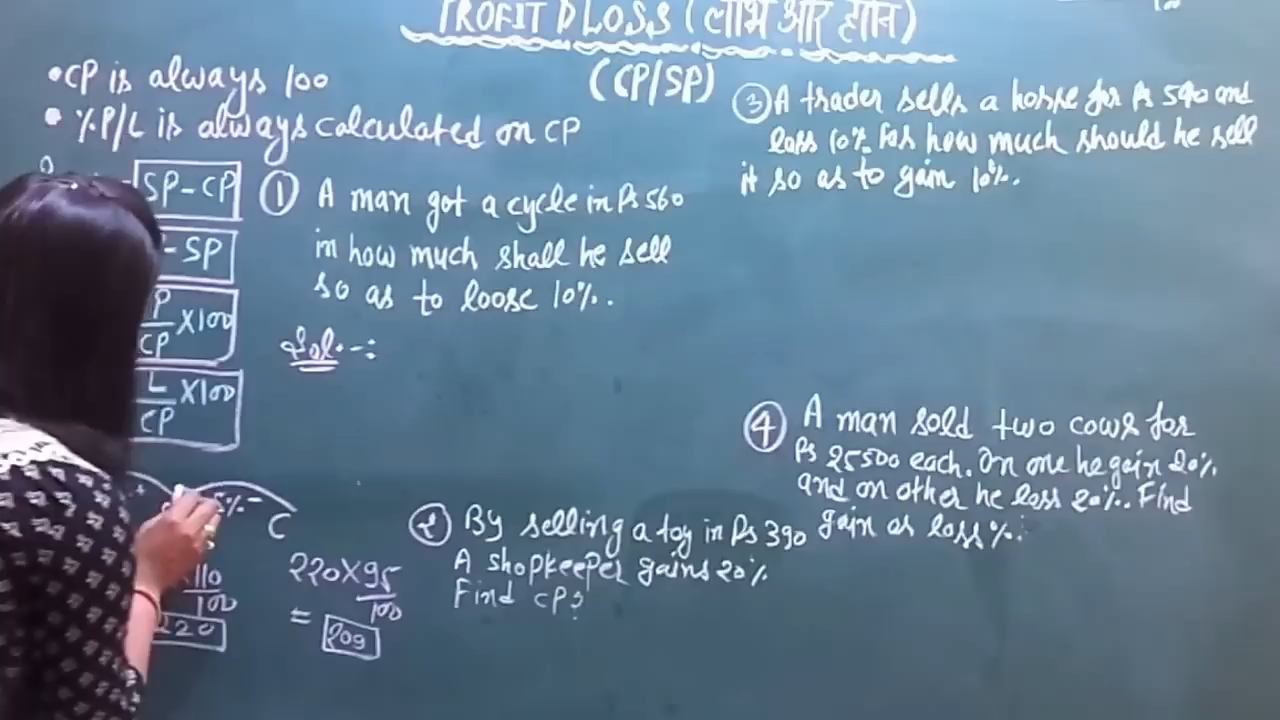 PROFIT & LOSS (लाभ और हानि)
(CP/SP)
•CP is always 100
• %P/L is always calculated on CP
SP-CP
- SP
P/CP X100
L/CP X100
① A man got a cycle in Rs 560
in how much shall he sell
so as to loose 10%.
Sol.-:
5%-
C
110/100
220
220X95/100
= 209
② By selling a toy in Rs 390
A shopkeeper gains 20%
Find CP?
③ A trader sells a horse for Rs 540 and
loss 10% for how much should he sell
it so as to gain 10%.
④ A man sold two cows for
Rs 25500 each. On one he gain 20%
and on other he loss 20%. Find
gain or loss%.